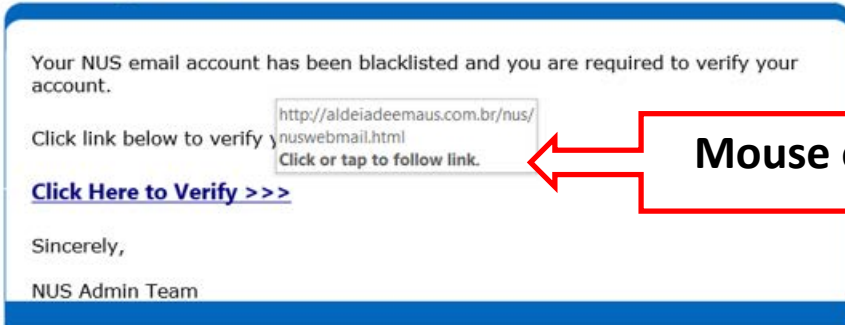 Your NUS email account has been blacklisted and you are required to verify your
account.
http://aldeiadeemaus.com.br/nus/
Click link below to verify
nuswebmail.html
Click or tap to follow link.
Mouse
Click Here to Verify >>>
Sincerely,
NUS Admin Team